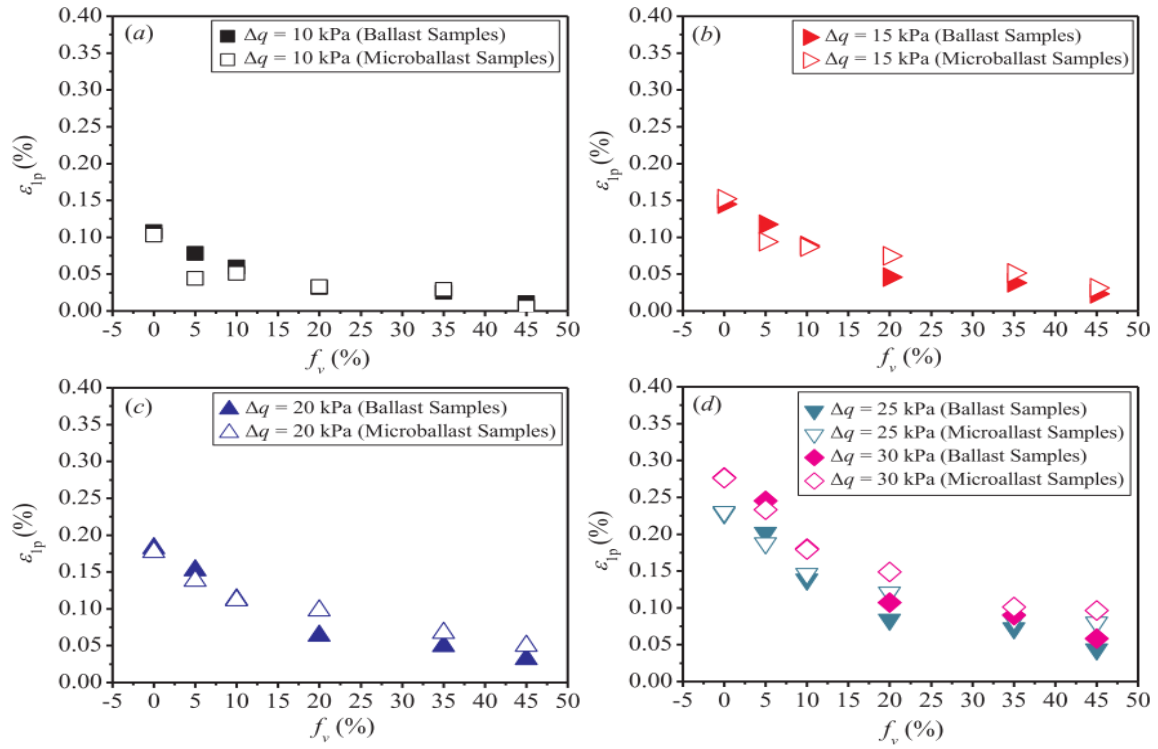 (a)
Δq = 10 kPa (Ballast Samples)
Δq = 10 kPa (Microballast Samples)
0.40
0.35
0.30
0.25
0.20
0.15
0.10
0.05
0.00
ε1p (%)
-5 0 5 10 15 20 25 30 35 40 45 50
fv (%)
(b)
Δq = 15 kPa (Ballast Samples)
Δq = 15 kPa (Microballast Samples)
0.40
0.35
0.30
0.25
0.20
0.15
0.10
0.05
0.00
ε1p (%)
-5 0 5 10 15 20 25 30 35 40 45 50
fv (%)
(c)
Δq = 20 kPa (Ballast Samples)
Δq = 20 kPa (Microballast Samples)
0.40
0.35
0.30
0.25
0.20
0.15
0.10
0.05
0.00
ε1p (%)
-5 0 5 10 15 20 25 30 35 40 45 50
fv (%)
(d)
Δq = 25 kPa (Ballast Samples)
Δq = 25 kPa (Microallast Samples)
Δq = 30 kPa (Ballast Samples)
Δq = 30 kPa (Microallast Samples)
0.40
0.35
0.30
0.25
0.20
0.15
0.10
0.05
0.00
ε1p (%)
-5 0 5 10 15 20 25 30 35 40 45 50
fv (%)